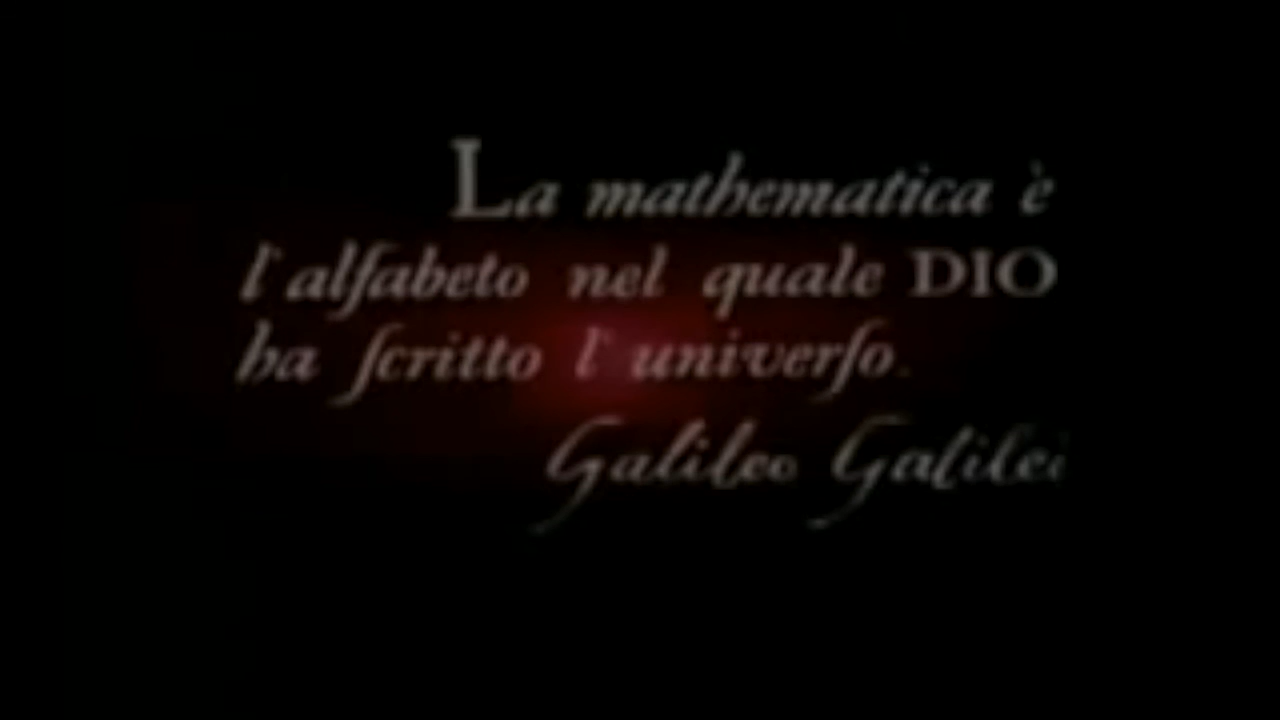 La mathematica è
l'alfabeto nel quale DIO
ha ſcritto l'univerſo.
Galileo Galilei